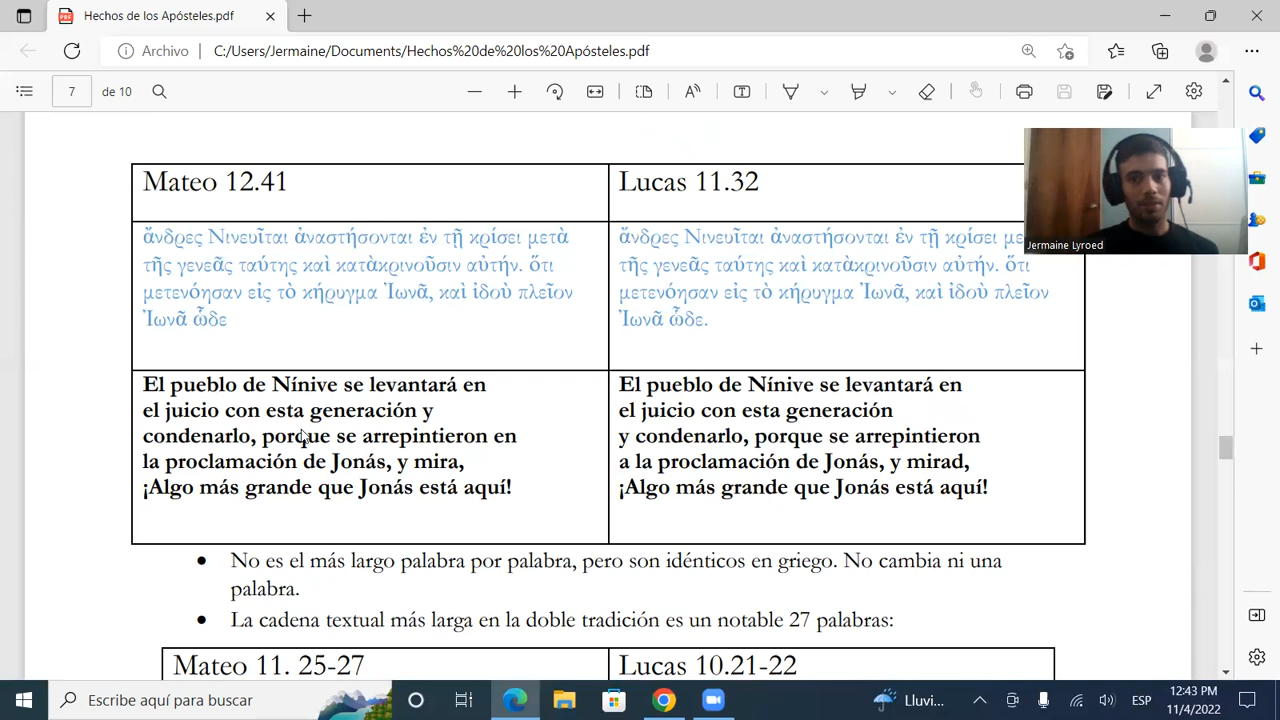 Hechos de los Apósteles.pdf
Archivo
C:/Users/Jermaine/Documents/Hechos%20de%20los%20Apósteles.pdf
7 de 10
Mateo 12.41
ἄνδρες Νινευῖται ἀναστήσονται ἐν τῇ κρίσει μετὰ
τῆς γενεᾶς ταύτης καὶ κατὰκρινοῦσιν αὐτήν. ὅτι
μετενόησαν εἰς τὸ κήρυγμα Ἰωνᾶ, καὶ ἰδοὺ πλεῖον
Ἰωνᾶ ὧδε
El pueblo de Nínive se levantará en
el juicio con esta generación y
condenarlo, porque se arrepintieron en
la proclamación de Jonás, y mira,
¡Algo más grande que Jonás está aquí!
Lucas 11.32
ἄνδρες Νινευῖται ἀναστήσονται ἐν τῇ κρίσει με
τῆς γενεᾶς ταύτης καὶ κατὰκρινοῦσιν αὐτήν. ὅτι
μετενόησαν εἰς τὸ κήρυγμα Ἰωνᾶ, καὶ ἰδοὺ πλεῖον
Ἰωνᾶ ὧδε.
El pueblo de Nínive se levantará en
el juicio con esta generación
y condenarlo, porque se arrepintieron
a la proclamación de Jonás, y mirad,
¡Algo más grande que Jonás está aquí!
Jermaine Lyroed
• No es el más largo palabra por palabra, pero son idénticos en griego. No cambia ni una
palabra.
• La cadena textual más larga en la doble tradición es un notable 27 palabras:
Mateo 11. 25-27
Lucas 10.21-22
Escribe aquí para buscar
Lluvi...
ESP
12:43 PM
11/4/2022